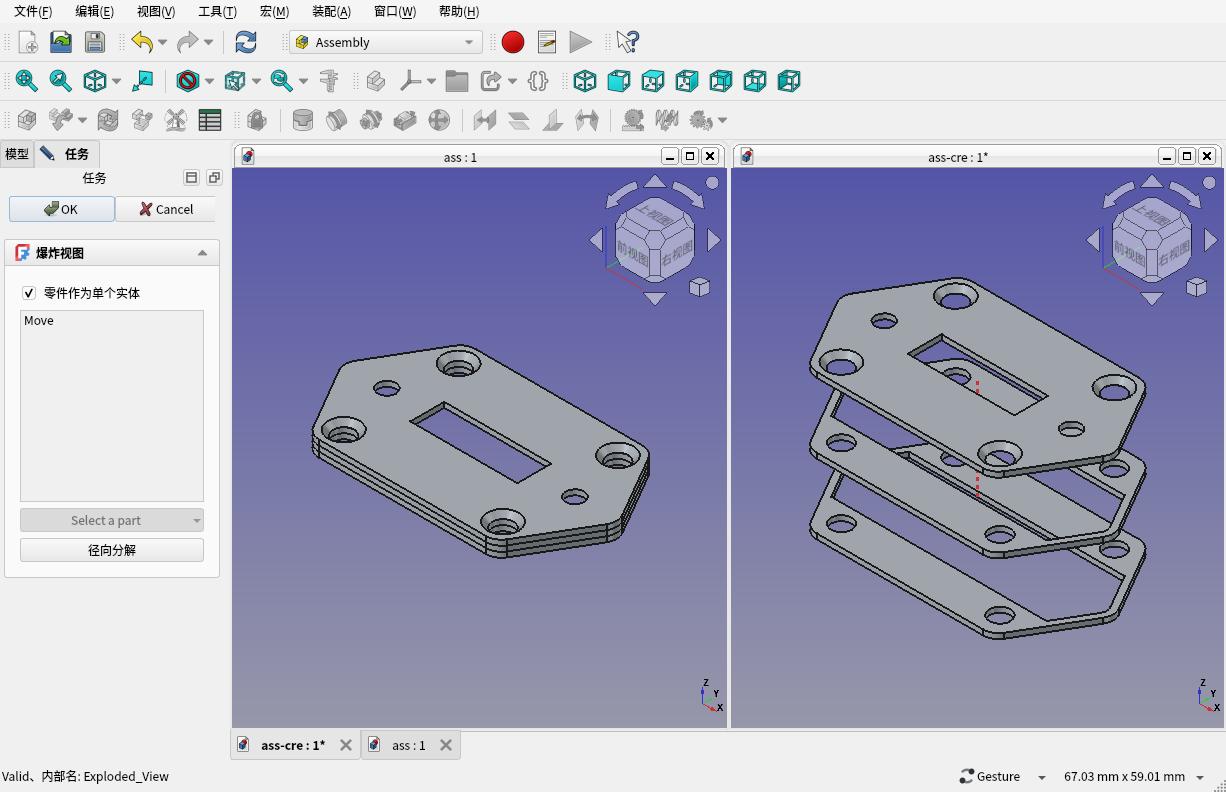 文件(F) 编辑(E) 视图(V) 工具(T) 宏(M) 装配(A) 窗口(W) 帮助(H)
Assembly
模型 任务
任务
OK Cancel
爆炸视图
零件作为单个实体
Move
Select a part
径向分解
ass : 1
上视图
前视图 右视图
Z
Y
X
ass-cre : 1*
上视图
前视图 右视图
Z
Y
X
ass-cre : 1* ass : 1
Valid、内部名: Exploded_View Gesture 67.03 mm x 59.01 mm